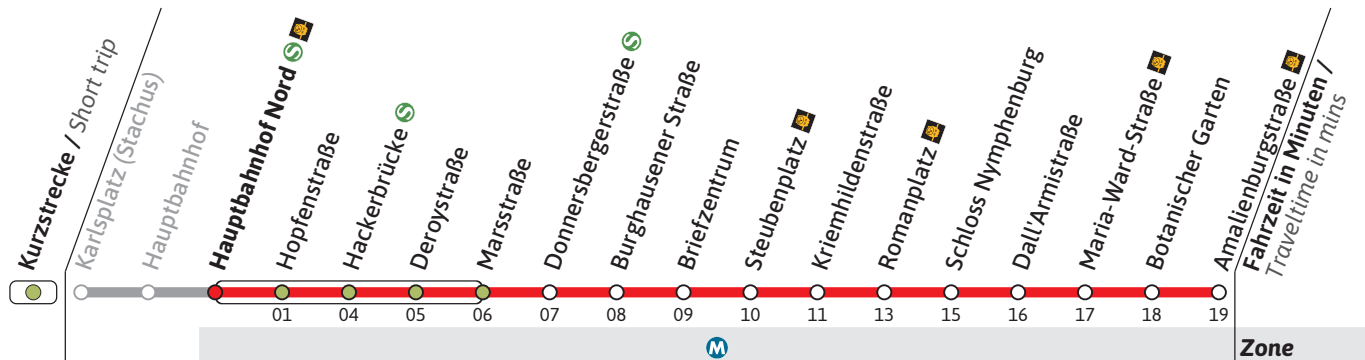 Kurzstrecke / Short trip
Karlsplatz (Stachus)
Hauptbahnhof
Hauptbahnhof Nord S
Hopfenstraße
Hackerbrücke S
Deroystraße
Marsstraße
Donnersbergerstraße S
Burghausener Straße
Briefzentrum
Steubenplatz
Kriemhildenstraße
Romanplatz
Schloss Nymphenburg
Dall'Armistraße
Maria-Ward-Straße
Botanischer Garten
Amalienburgstraße
Fahrzeit in Minuten /
Traveltime in mins
01 04 05 06 07 08 09 10 11 13 15 16 17 18 19
M
Zone